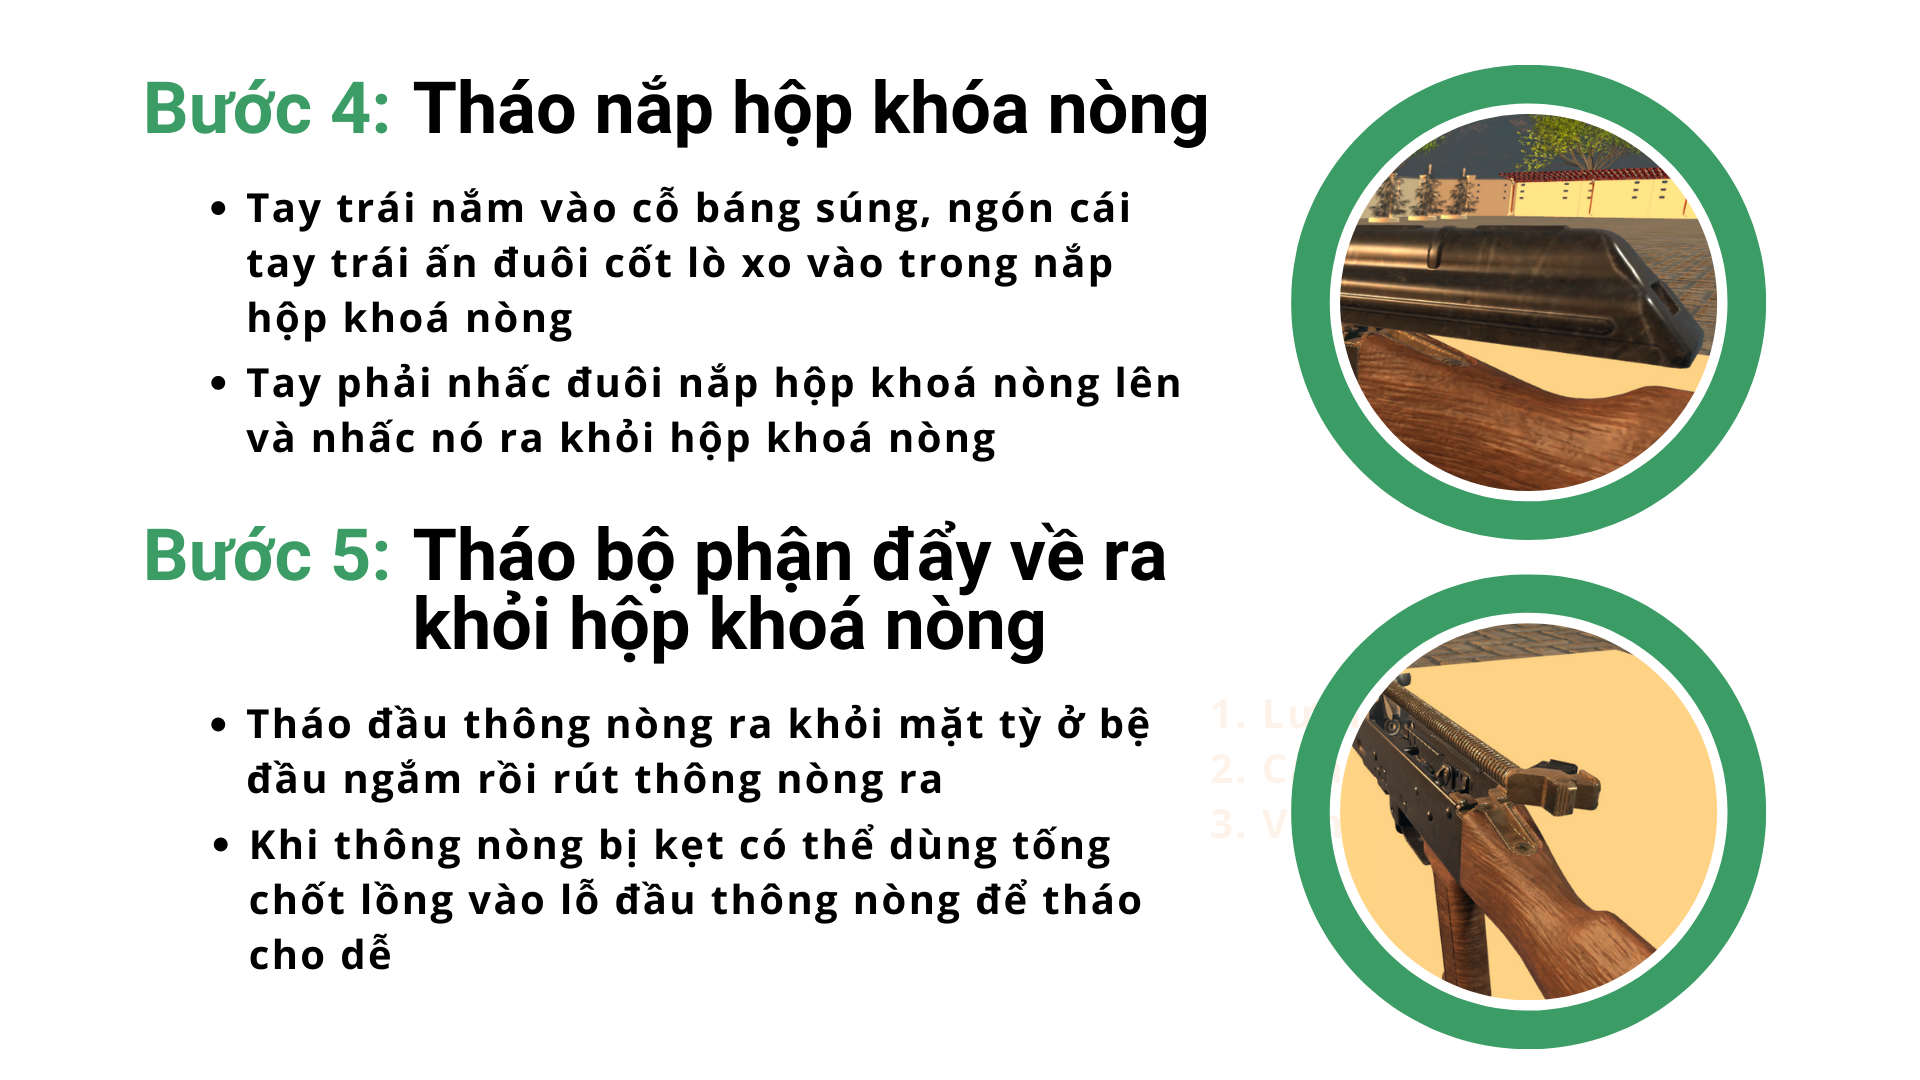 Bước 4: Tháo nắp hộp khóa nòng
• Tay trái nắm vào cỗ báng súng, ngón cái
tay trái ấn đuôi cốt lò xo vào trong nắp
hộp khoá nòng
• Tay phải nhấc đuôi nắp hộp khoá nòng lên
và nhấc nó ra khỏi hộp khoá nòng
Bước 5: Tháo bộ phận đẩy về ra
khỏi hộp khoá nòng
• Tháo đầu thông nòng ra khỏi mặt tỳ ở bệ
đầu ngắm rồi rút thông nòng ra
• Khi thông nòng bị kẹt có thể dùng tống
chốt lồng vào lỗ đầu thông nòng để tháo
cho dễ
1.
2.
3.